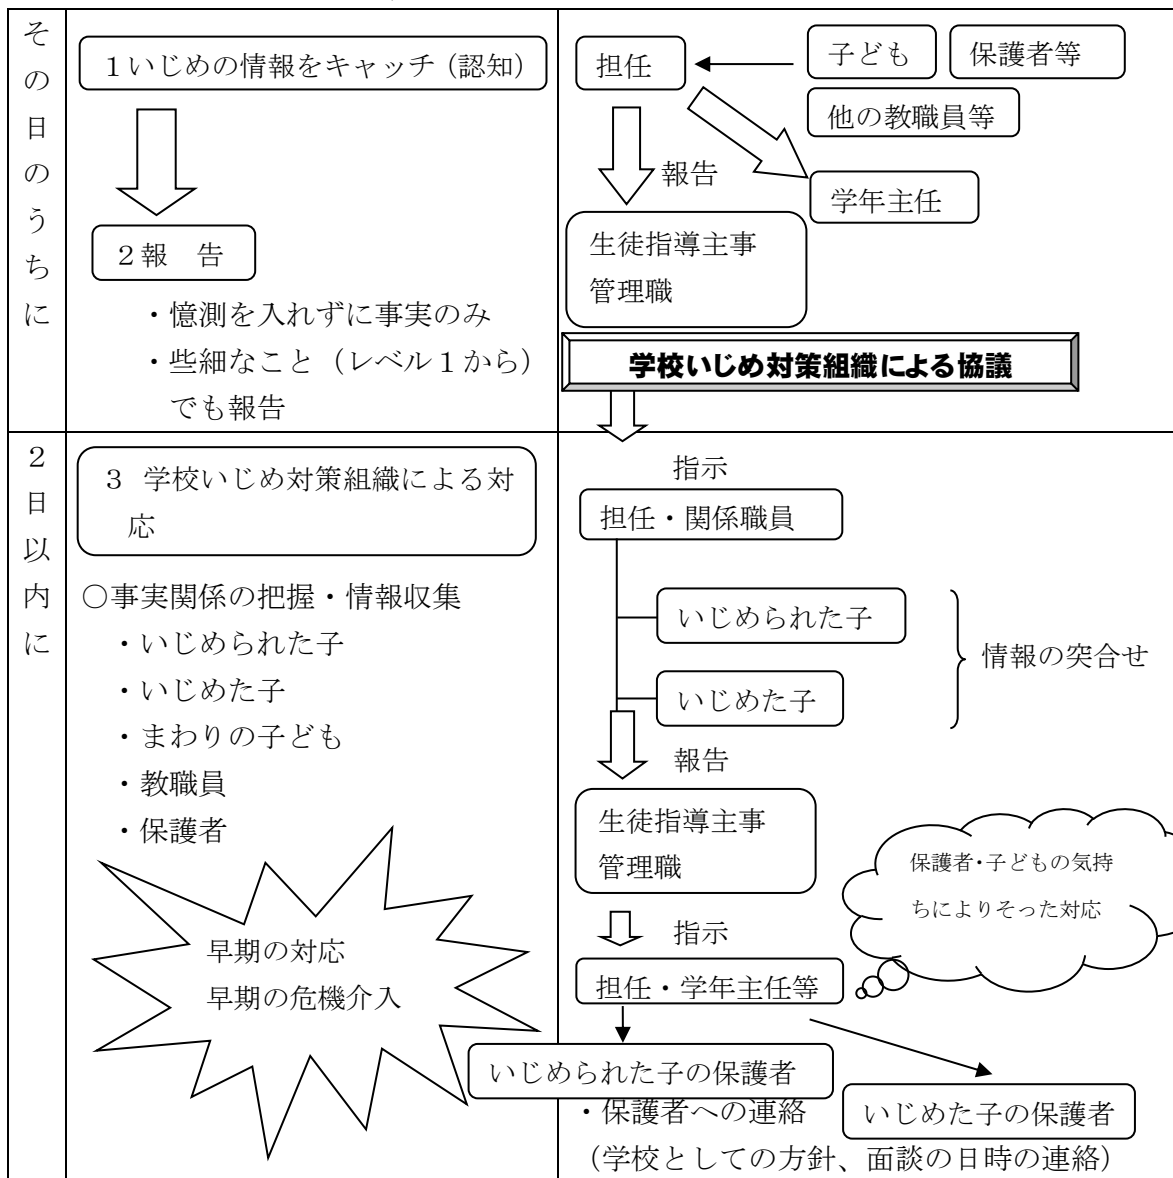 その日のうちに
１いじめの情報をキャッチ（認知）
２報　告
・憶測を入れずに事実のみ
・些細なこと（レベル１から）
でも報告
担任
子ども
保護者等
他の教職員等
報告
学年主任
生徒指導主事
管理職
学校いじめ対策組織による協議
２日以内に
３ 学校いじめ対策組織による対
応
○事実関係の把握・情報収集
・いじめられた子
・いじめた子
・まわりの子ども
・教職員
・保護者
早期の対応
早期の危機介入
指示
担任・関係職員
いじめられた子
いじめた子
情報の突合せ
報告
生徒指導主事
管理職
保護者・子どもの気持
ちによりそった対応
指示
担任・学年主任等
いじめられた子の保護者
・保護者への連絡
いじめた子の保護者
（学校としての方針、面談の日時の連絡）